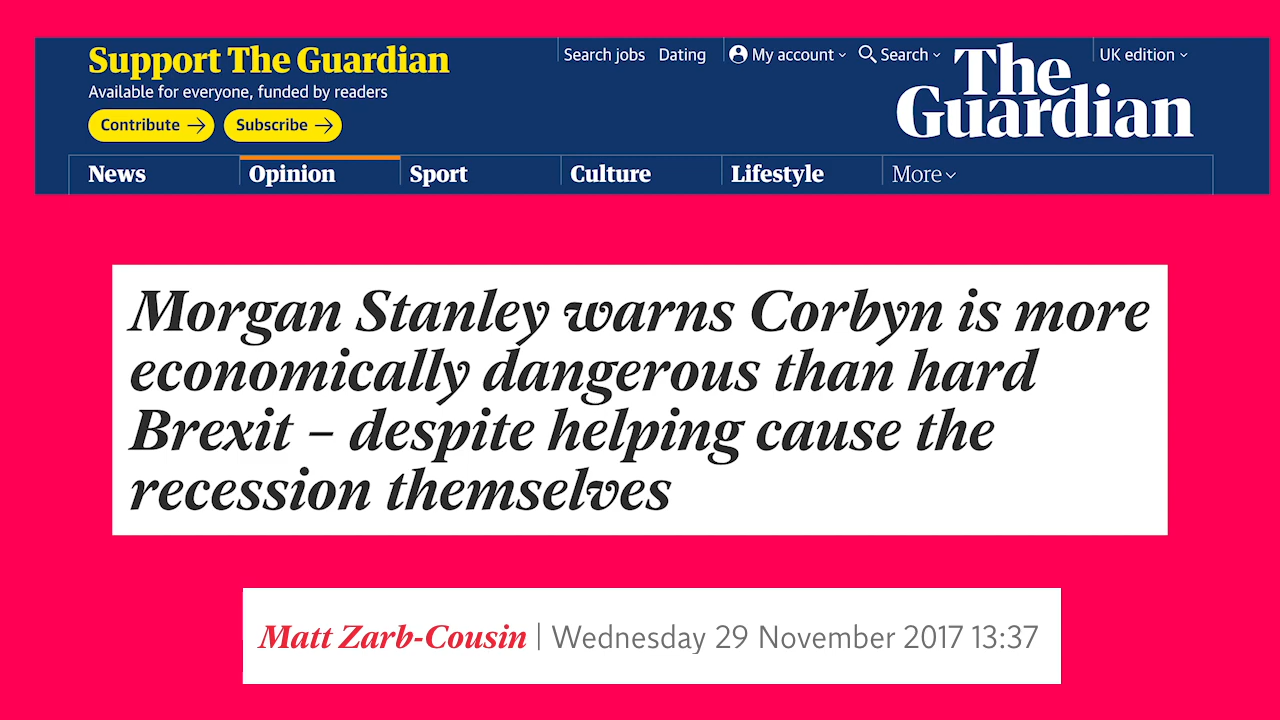 Support The Guardian
Available for everyone, funded by readers
Contribute
Subscribe
Search jobs Dating My account Search UK edition
The
Guardian
News Opinion Sport Culture Lifestyle More
Morgan Stanley warns Corbyn is more
economically dangerous than hard
Brexit – despite helping cause the
recession themselves
Matt Zarb-Cousin | Wednesday 29 November 2017 13:37